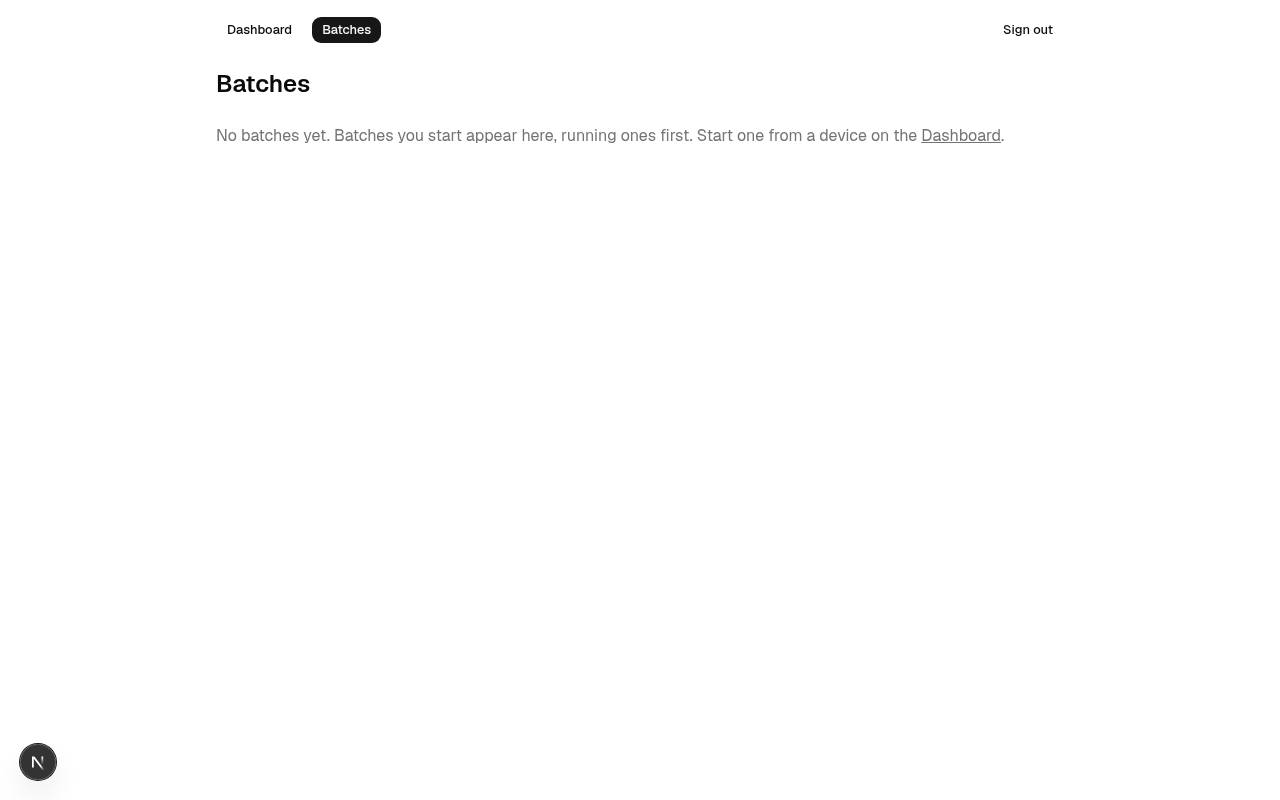 Dashboard Batches Sign out
Batches
No batches yet. Batches you start appear here, running ones first. Start one from a device on the Dashboard.
N